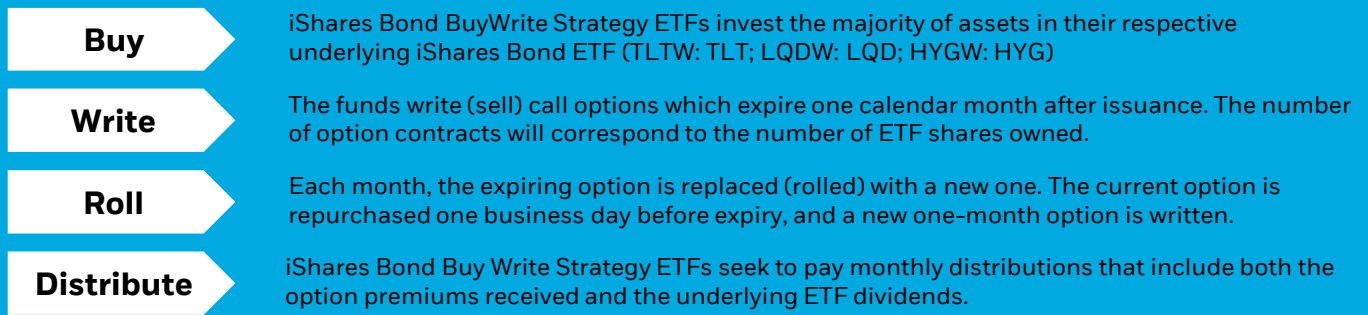 Buy
iShares Bond BuyWrite Strategy ETFs invest the majority of assets in their respective
underlying iShares Bond ETF (TLTW: TLT; LQDW: LQD; HYGW: HYG)
Write
The funds write (sell) call options which expire one calendar month after issuance. The number
of option contracts will correspond to the number of ETF shares owned.
Roll
Each month, the expiring option is replaced (rolled) with a new one. The current option is
repurchased one business day before expiry, and a new one-month option is written.
Distribute
iShares Bond Buy Write Strategy ETFs seek to pay monthly distributions that include both the
option premiums received and the underlying ETF dividends.